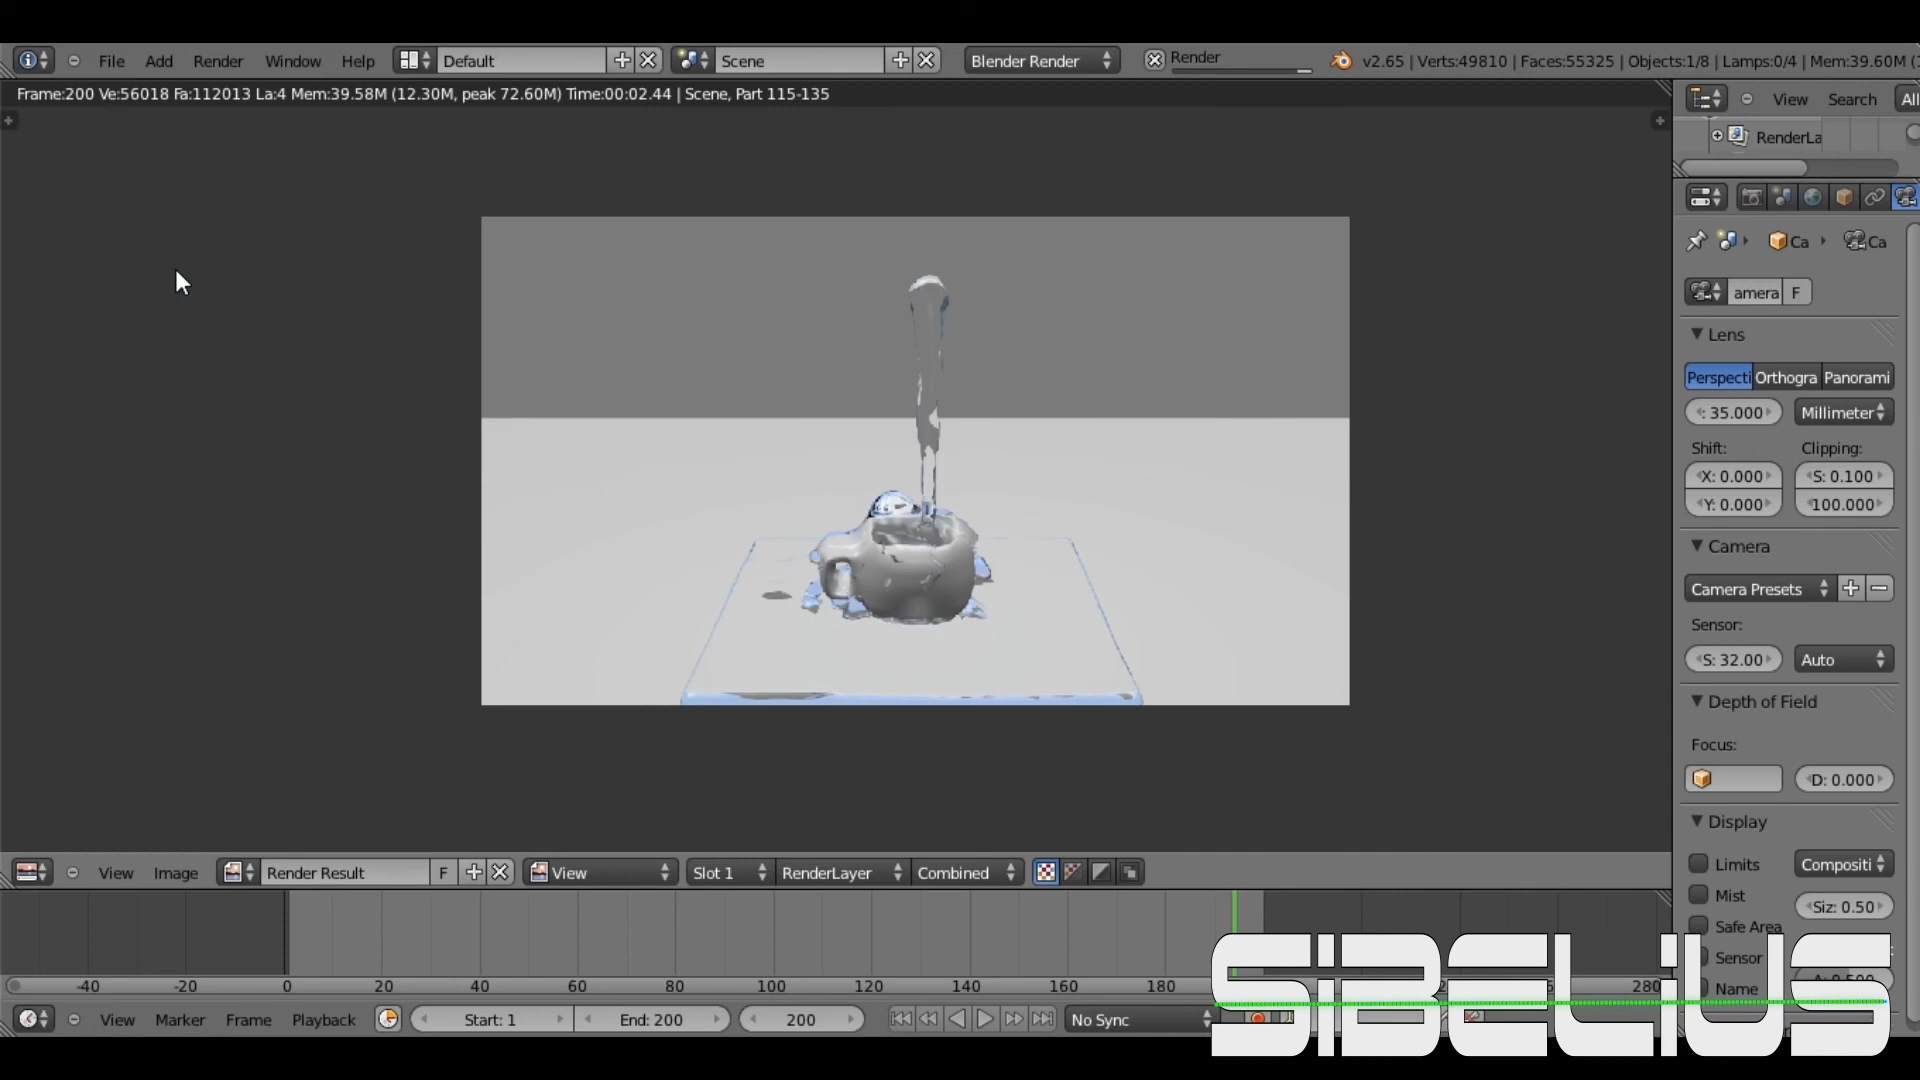 File Add Render Window Help Default Scene Blender Render Render v2.65 | Verts:49810 | Faces:55325 | Objects:1/8 | Lamps:0/4 | Mem:39.60M
Frame:200 Ve:56018 Fa:112013 La:4 Mem:39.58M (12.30M, peak 72.60M) Time:00:02.44 | Scene, Part 115-135
View Search All
RenderLa
Ca Ca
amera F
Lens
Perspecti Orthogra Panorami
: 35.000 Millimeter
Shift: Clipping:
X: 0.000 S: 0.100
Y: 0.000 100.000
Camera
Camera Presets
Sensor:
S: 32.00 Auto
Depth of Field
Focus:
D: 0.000
Display
Limits Compositi
Mist
Siz: 0.50
Safe Area
Sensor
Name
View Image Render Result F View Slot 1 RenderLayer Combined
-40 -20 0 20 40 60 80 100 120 140 160 180 280
View Marker Frame Playback Start: 1 End: 200 200 No Sync
SiBELiUS